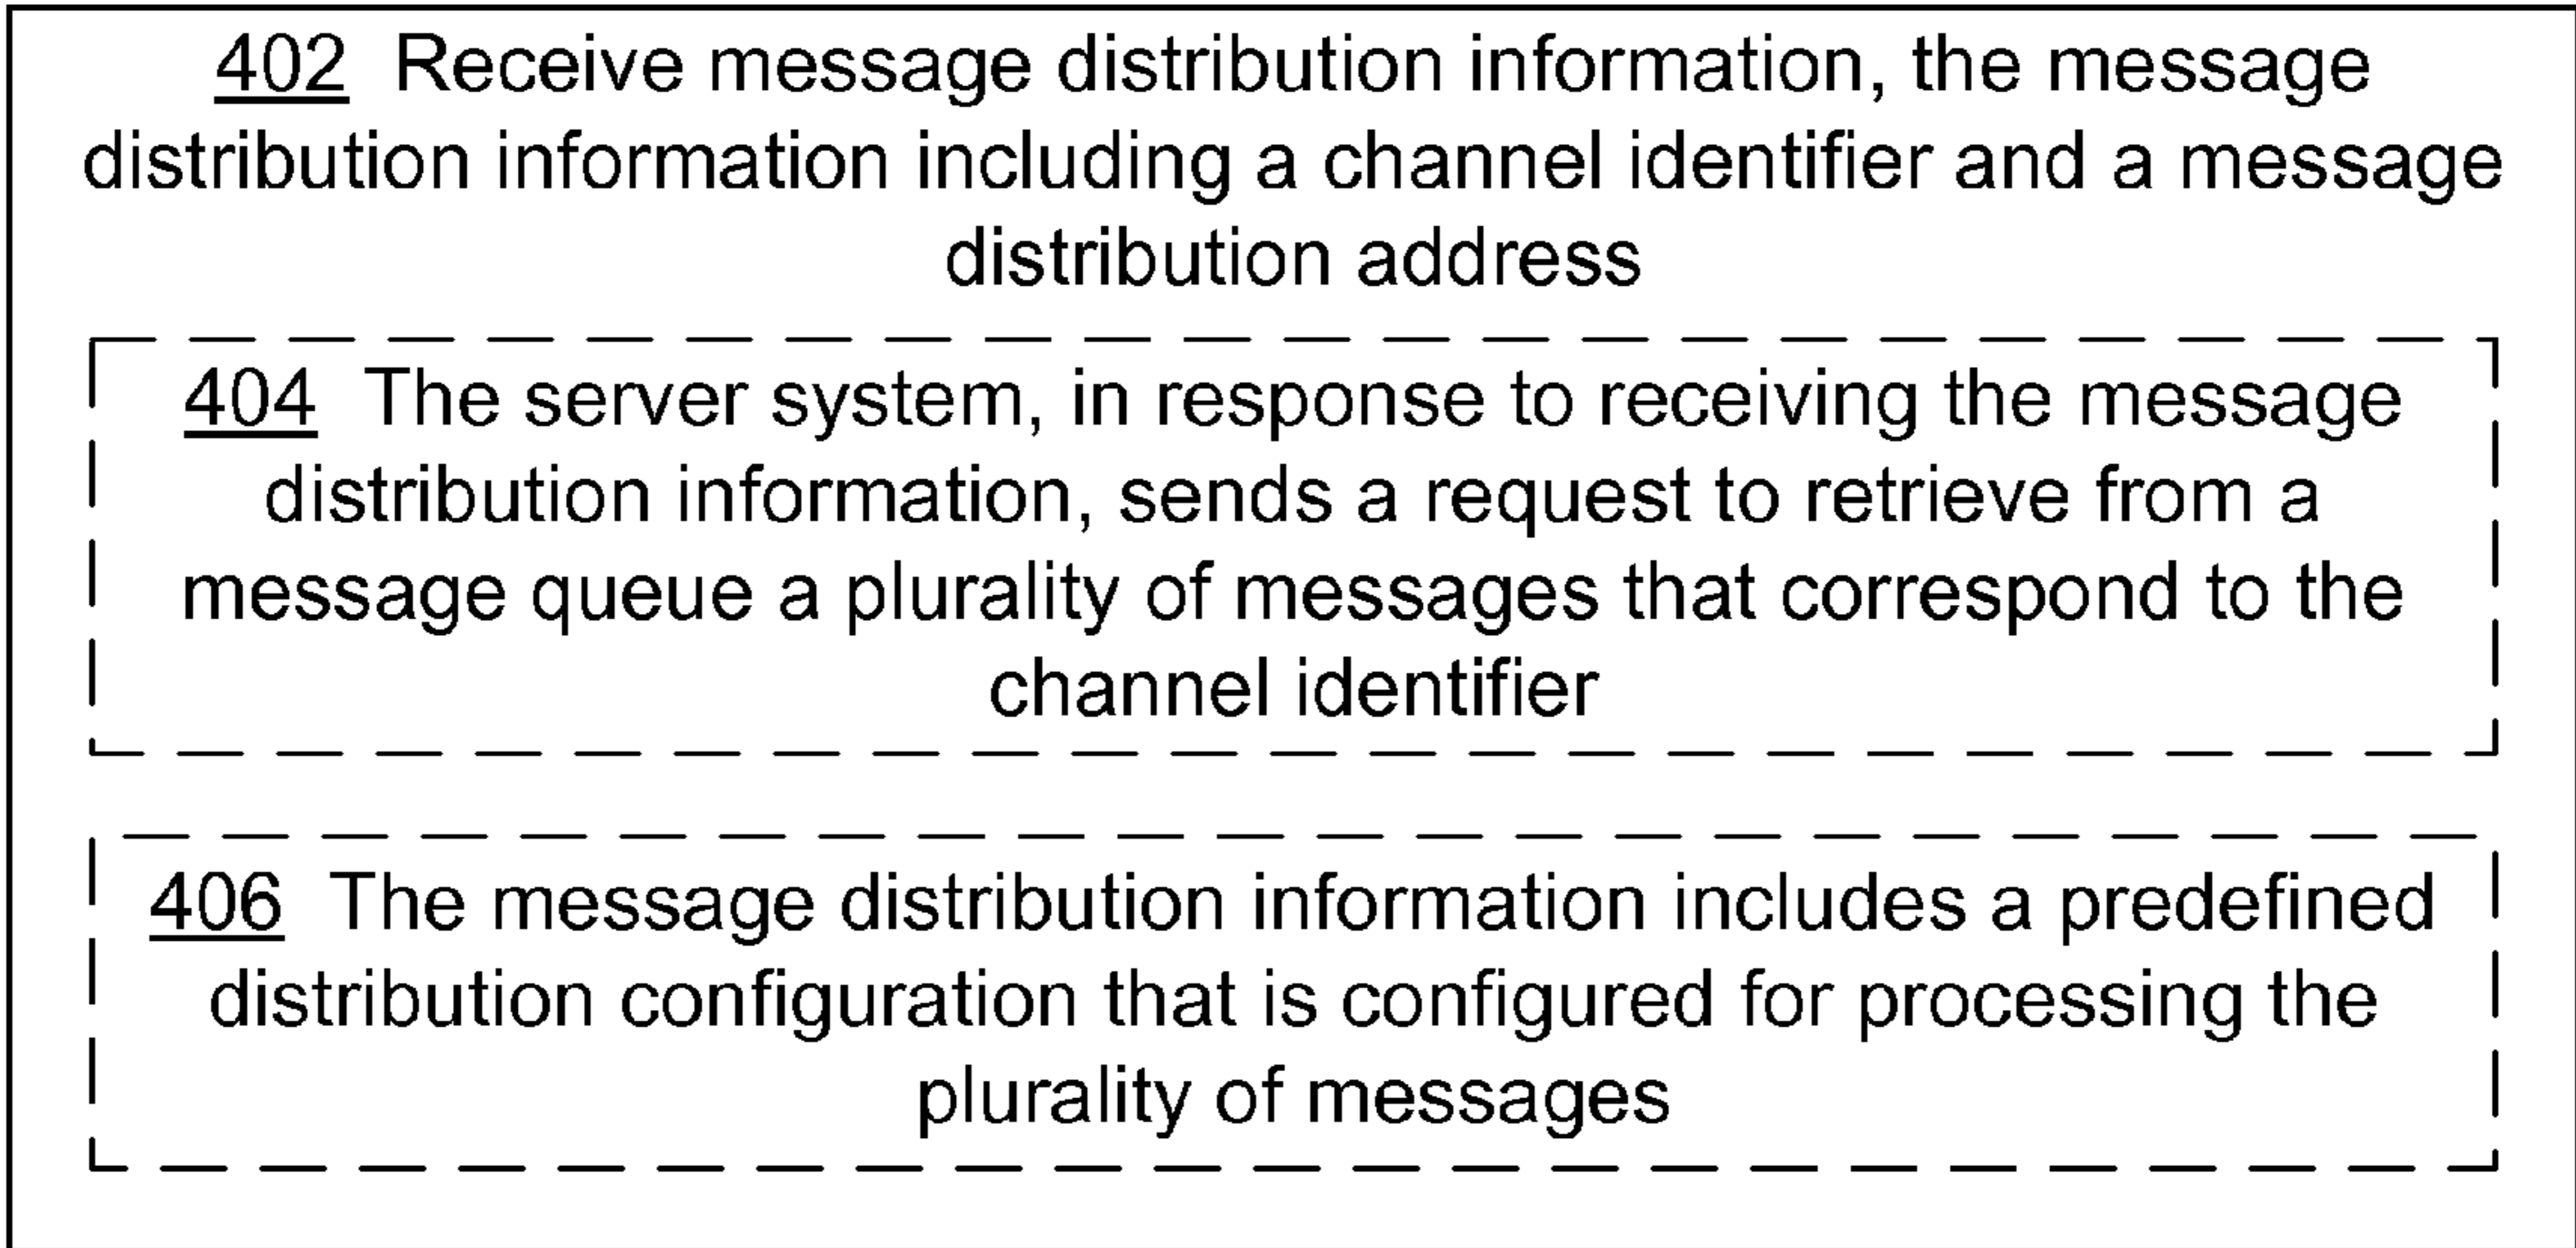 402 Receive message distribution information, the message
distribution information including a channel identifier and a message
distribution address
404 The server system, in response to receiving the message
distribution information, sends a request to retrieve from a
message queue a plurality of messages that correspond to the
channel identifier
406 The message distribution information includes a predefined
distribution configuration that is configured for processing the
plurality of messages